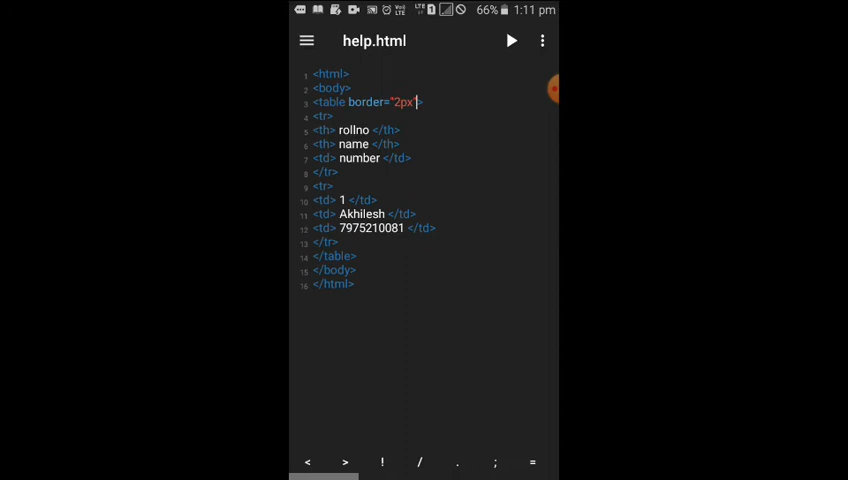 66% 1:11 pm
help.html
1 <html>
2 <body>
3 <table border="2px">
4 <tr>
5 <th> rollno </th>
6 <th> name </th>
7 <td> number </td>
8 </tr>
9 <tr>
10 <td> 1 </td>
11 <td> Akhilesh </td>
12 <td> 7975210081 </td>
13 </tr>
14 </table>
15 </body>
16 </html>
< > ! / . ; =